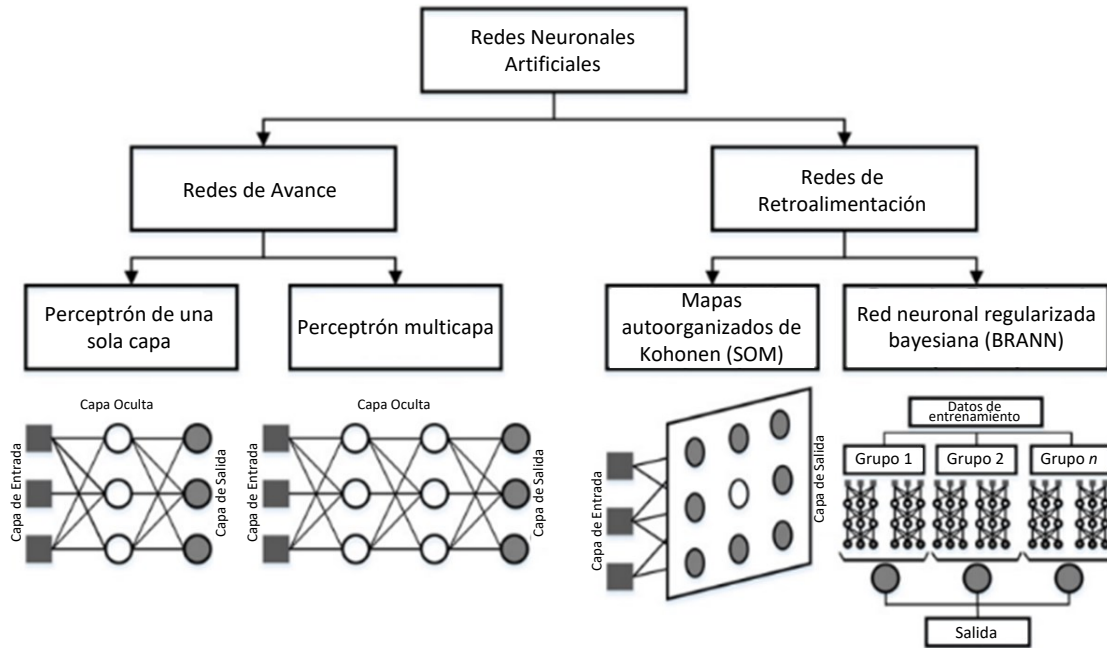 Redes Neuronales
Artificiales
Redes de Avance
Redes de
Retroalimentación
Perceptrón de una
sola capa
Perceptrón multicapa
Mapas
autoorganizados de
Kohonen (SOM)
Red neuronal regularizada
bayesiana (BRANN)
Capa Oculta
Capa de Entrada
Capa de Salida
Capa Oculta
Capa de Entrada
Capa de Salida
Capa de Entrada
Capa de Salida
Datos de
entrenamiento
Grupo 1
Grupo 2
Grupo n
Salida